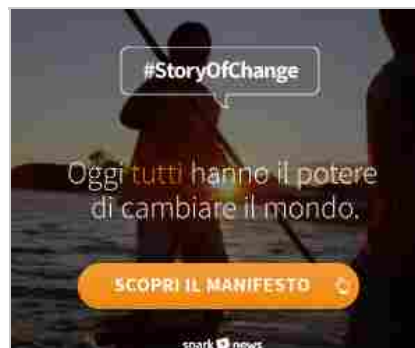 #StoryOfChange
Oggi tutti hanno il potere
di cambiare il mondo.
SCOPRI IL MANIFESTO
spark news